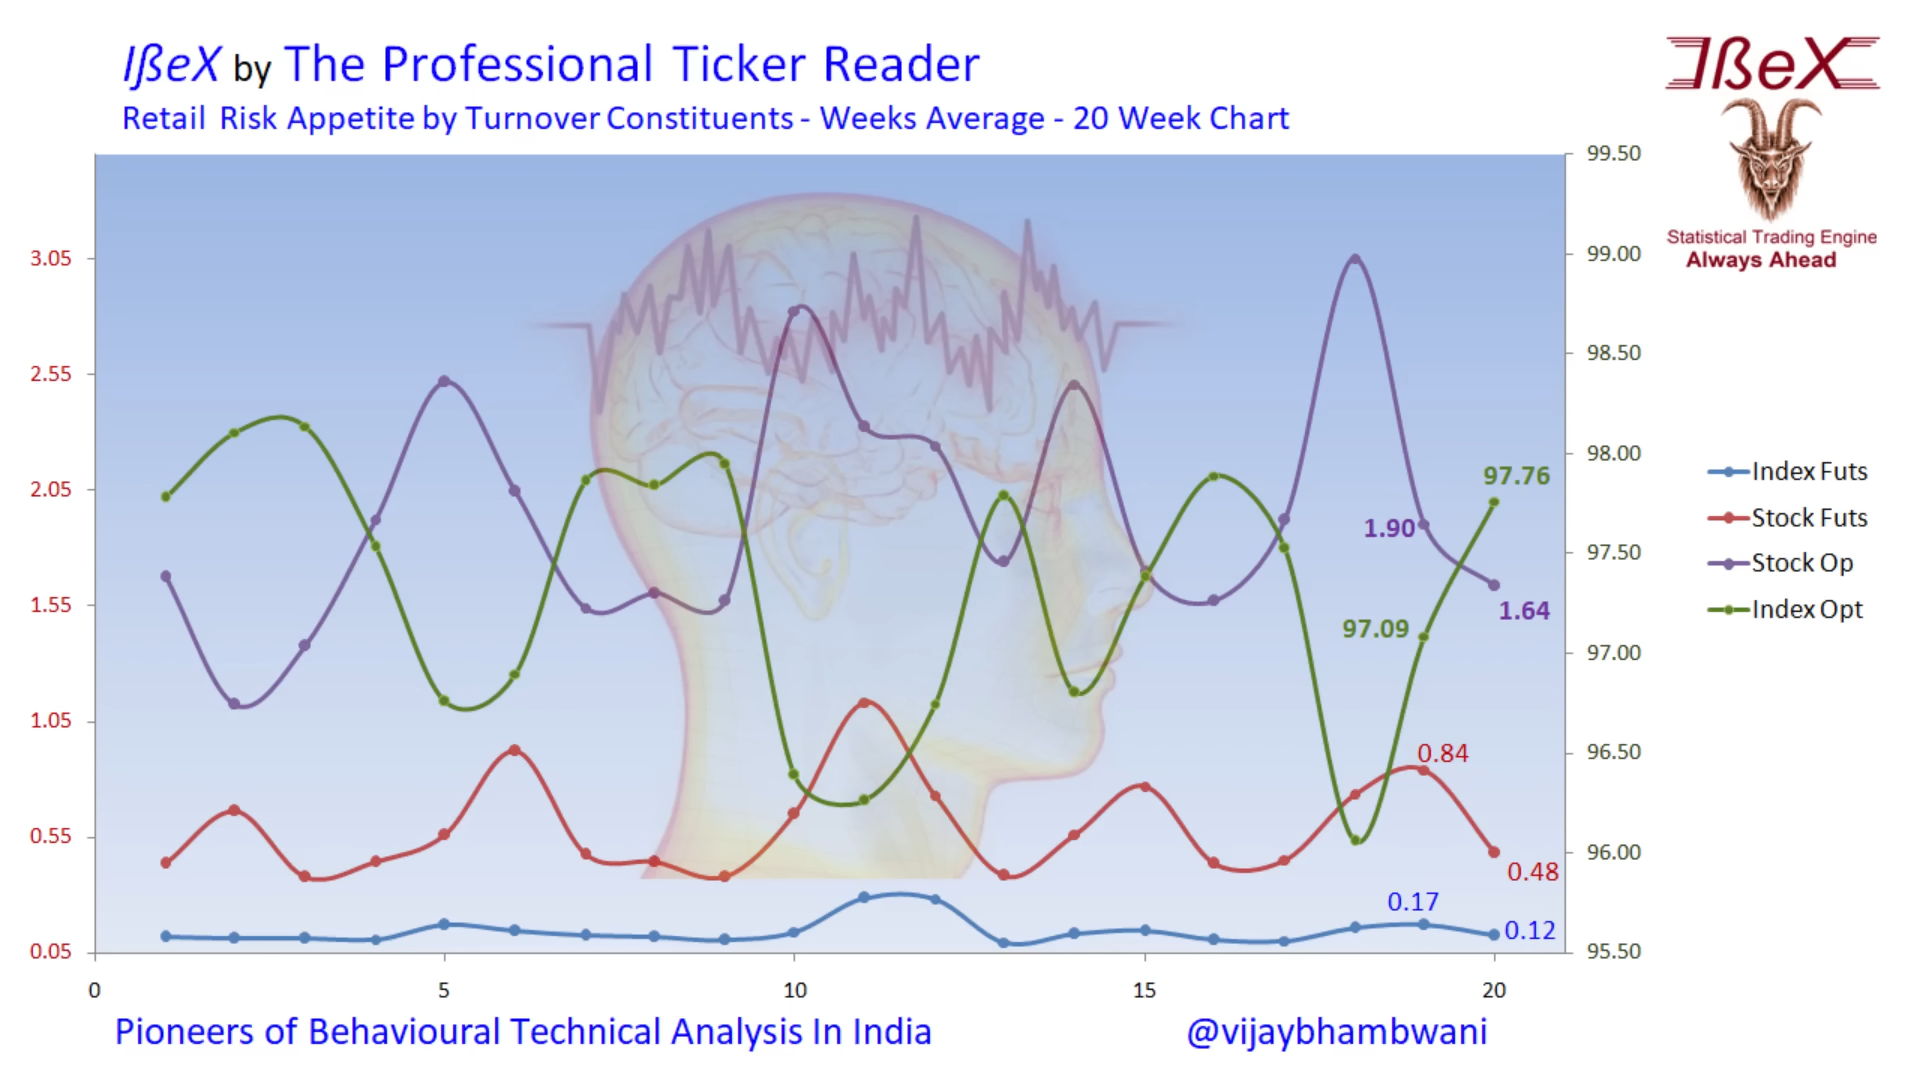 IßeX by The Professional Ticker Reader
Retail Risk Appetite by Turnover Constituents - Weeks Average - 20 Week Chart
IßeX
Statistical Trading Engine
Always Ahead
3.05
2.55
2.05
1.55
1.05
0.55
0.05
99.50
99.00
98.50
98.00
97.50
97.00
96.50
96.00
95.50
97.76
1.90
1.64
97.09
0.84
0.48
0.17
0.12
Index Futs
Stock Futs
Stock Op
Index Opt
0 5 10 15 20
Pioneers of Behavioural Technical Analysis In India @vijaybhambwani